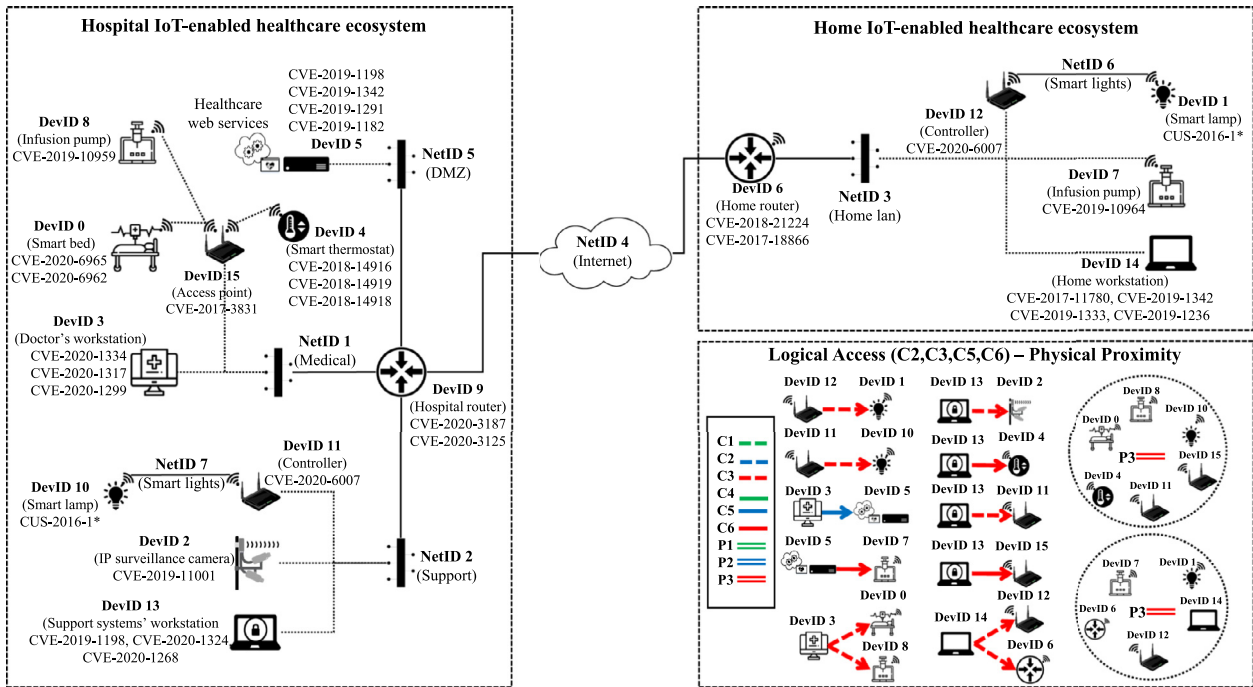 Hospital IoT-enabled healthcare ecosystem
CVE-2019-1198
CVE-2019-1342
CVE-2019-1291
CVE-2019-1182
Healthcare
web services
DevID 5
NetID 5
(DMZ)
DevID 8
(Infusion pump)
CVE-2019-10959
DevID 0
(Smart bed)
CVE-2020-6965
CVE-2020-6962
DevID 4
(Smart thermostat)
CVE-2018-14916
CVE-2018-14919
CVE-2018-14918
DevID 15
(Access point)
CVE-2017-3831
DevID 3
(Doctor's workstation)
CVE-2020-1334
CVE-2020-1317
CVE-2020-1299
NetID 1
(Medical)
DevID 9
(Hospital router)
CVE-2020-3187
CVE-2020-3125
DevID 11
(Controller)
CVE-2020-6007
NetID 7
(Smart lights)
DevID 10
(Smart lamp)
CUS-2016-1*
DevID 2
(IP surveillance camera)
CVE-2019-11001
NetID 2
(Support)
DevID 13
(Support systems' workstation)
CVE-2019-1198, CVE-2020-1324
CVE-2020-1268
NetID 4
(Internet)
Home IoT-enabled healthcare ecosystem
NetID 6
(Smart lights)
DevID 12
(Controller)
CVE-2020-6007
DevID 1
(Smart lamp)
CUS-2016-1*
DevID 6
(Home router)
CVE-2018-21224
CVE-2017-18866
NetID 3
(Home lan)
DevID 7
(Infusion pump)
CVE-2019-10964
DevID 14
(Home workstation)
CVE-2017-11780, CVE-2019-1342
CVE-2019-1333, CVE-2019-1236
Logical Access (C2,C3,C5,C6) – Physical Proximity
C1
C2
C3
C4
C5
C6
P1
P2
P3
DevID 12
DevID 1
DevID 11
DevID 10
DevID 3
DevID 5
DevID 5
DevID 7
DevID 3
DevID 0
DevID 8
DevID 13
DevID 2
DevID 13
DevID 4
DevID 13
DevID 11
DevID 13
DevID 15
DevID 14
DevID 12
DevID 6
DevID 8
DevID 0
DevID 10
P3
DevID 15
DevID 4
DevID 11
DevID 7
DevID 1
DevID 6
P3
DevID 14
DevID 12